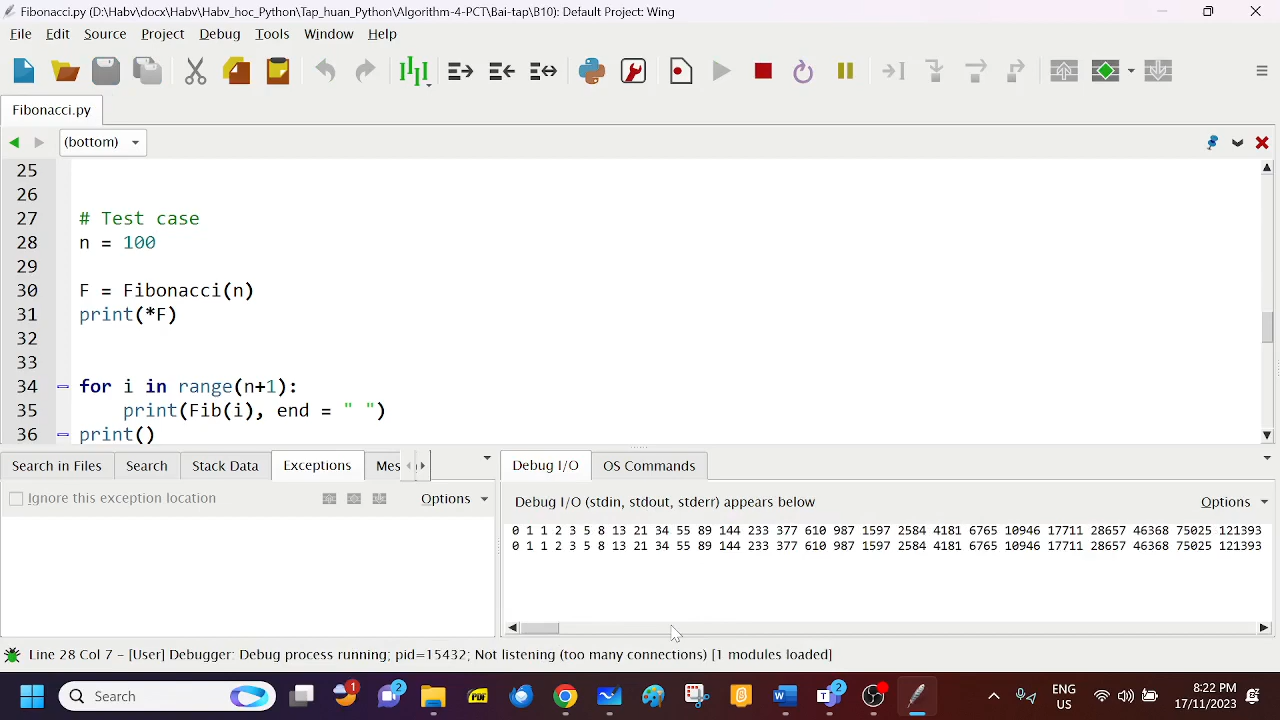 Fibonacci.py (D:\Habv\docx\Habv\Habv_hoc_Python\Tap_huan_Python\Algorithm-4-PCT\Bai-tap\B10): Default Project: Wing
File Edit Source Project Debug Tools Window Help
Fibonacci.py
(bottom)
25
26
27 # Test case
28 n = 100
29
30 F = Fibonacci(n)
31 print(*F)
32
33
34 for i in range(n+1):
35 print(Fib(i), end = " ")
36 print()
Search in Files Search Stack Data Exceptions Mes
Ignore this exception location Options
Debug I/O OS Commands
Debug I/O (stdin, stdout, stderr) appears below Options
0 1 1 2 3 5 8 13 21 34 55 89 144 233 377 610 987 1597 2584 4181 6765 10946 17711 28657 46368 75025 121393
0 1 1 2 3 5 8 13 21 34 55 89 144 233 377 610 987 1597 2584 4181 6765 10946 17711 28657 46368 75025 121393
Line 28 Col 7 – [User] Debugger: Debug process running; pid=15432; Not listening (too many connections) [1 modules loaded]
Search
1
2
PDF
2
ENG
US
8:22 PM
17/11/2023